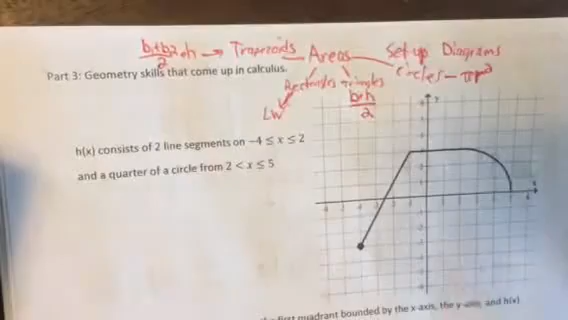 b₁+b₂/2 •h → Trapezoids — Areas — Set up Diagrams
Part 3: Geometry skills that come up in calculus.
Circles – πr²
Rectangles Triangles
LW
b•h/2
h(x) consists of 2 line segments on −4 ≤ x ≤ 2
and a quarter of a circle from 2 < x ≤ 5
first quadrant bounded by the x-axis, the y-axis, and h(x)